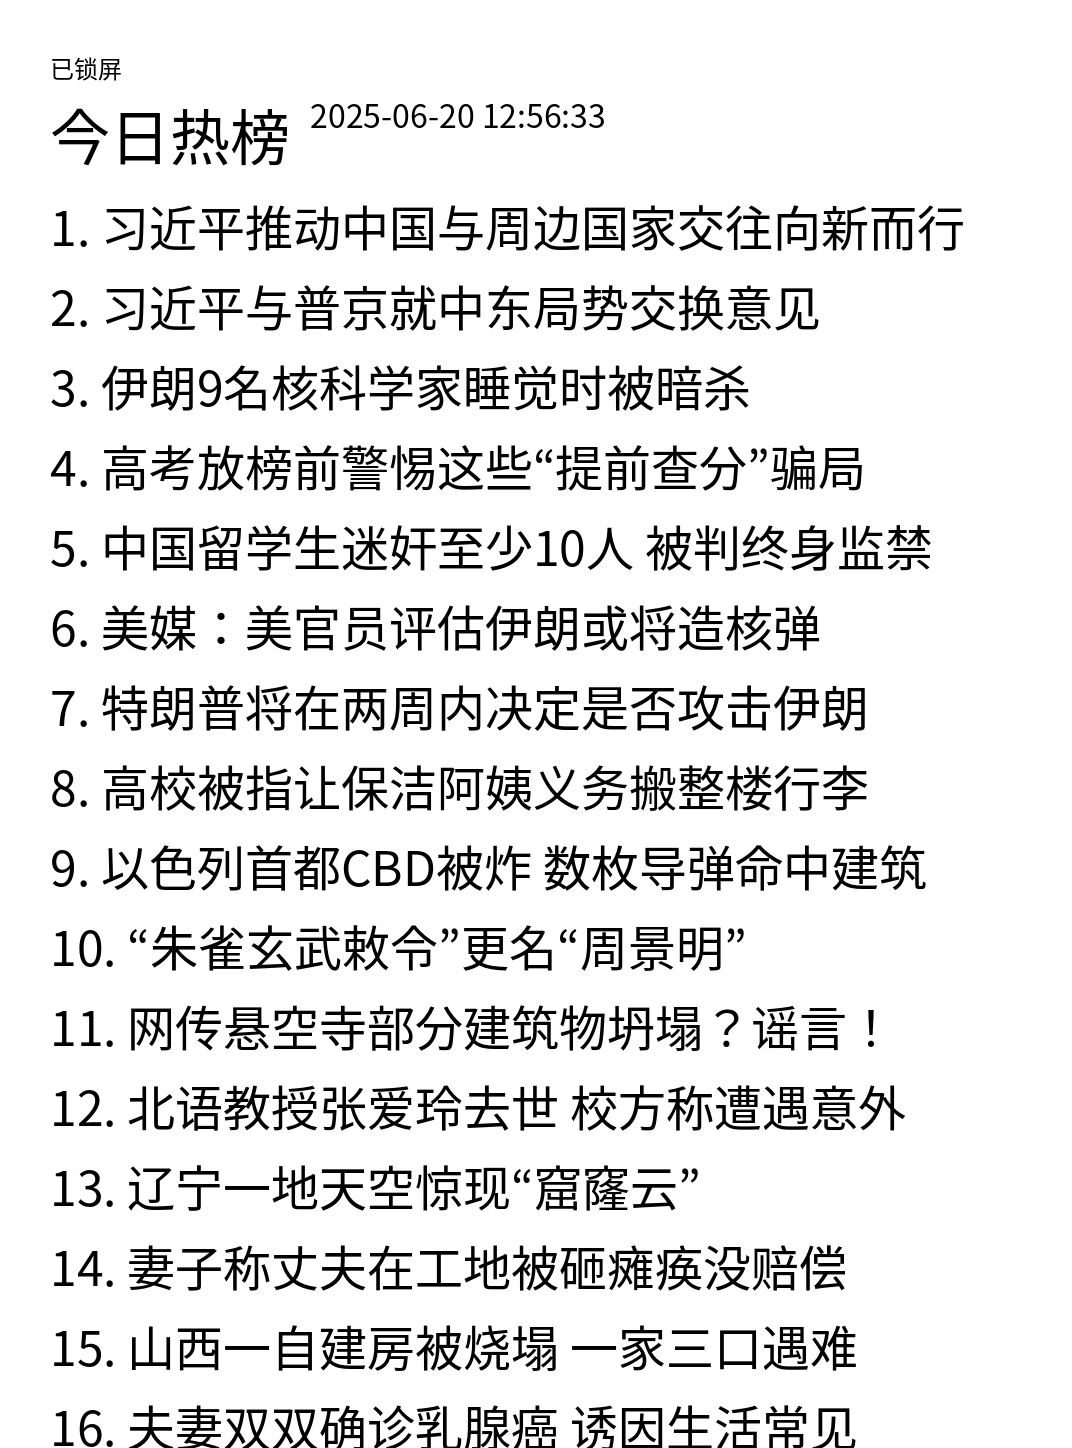 已锁屏
今日热榜 2025-06-20 12:56:33
1. 习近平推动中国与周边国家交往向新而行
2. 习近平与普京就中东局势交换意见
3. 伊朗9名核科学家睡觉时被暗杀
4. 高考放榜前警惕这些“提前查分”骗局
5. 中国留学生迷奸至少10人 被判终身监禁
6. 美媒：美官员评估伊朗或将造核弹
7. 特朗普将在两周内决定是否攻击伊朗
8. 高校被指让保洁阿姨义务搬整楼行李
9. 以色列首都CBD被炸 数枚导弹命中建筑
10. “朱雀玄武敕令”更名“周景明”
11. 网传悬空寺部分建筑物坍塌？谣言！
12. 北语教授张爱玲去世 校方称遭遇意外
13. 辽宁一地天空惊现“窟窿云”
14. 妻子称丈夫在工地被砸瘫痪没赔偿
15. 山西一自建房被烧塌 一家三口遇难
16. 夫妻双双确诊乳腺癌 诱因生活常见